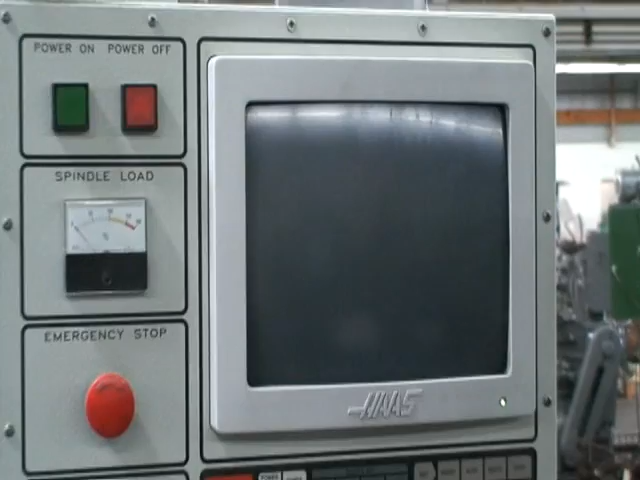 POWER ON POWER OFF
SPINDLE LOAD
EMERGENCY STOP
HAAS